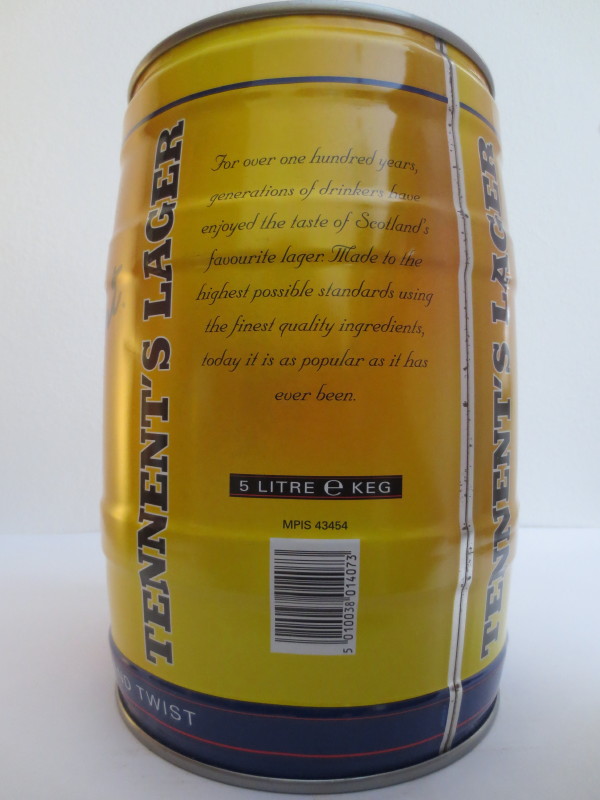 TENNENT'S LAGER
For over one hundred years,
generations of drinkers have
enjoyed the taste of Scotland's
favourite lager. Made to the
highest possible standards using
the finest quality ingredients,
today it is as popular as it has
ever been.
5 LITRE ℮ KEG
MPIS 43454
5 010038 014073
TWIST
TENNENT'S LAGER